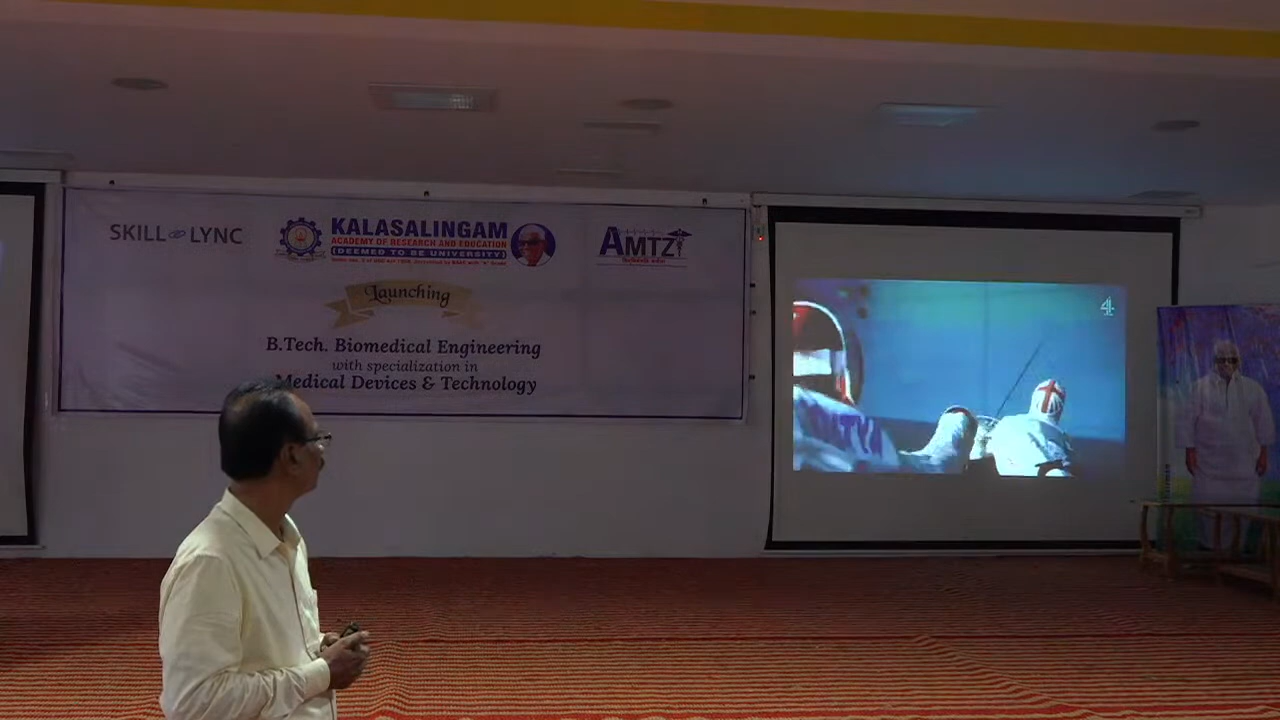 SKILL LYNC
KALASALINGAM
ACADEMY OF RESEARCH AND EDUCATION
(DEEMED TO BE UNIVERSITY)
AMTZ
Launching
B.Tech. Biomedical Engineering
with specialization in
Medical Devices & Technology
4